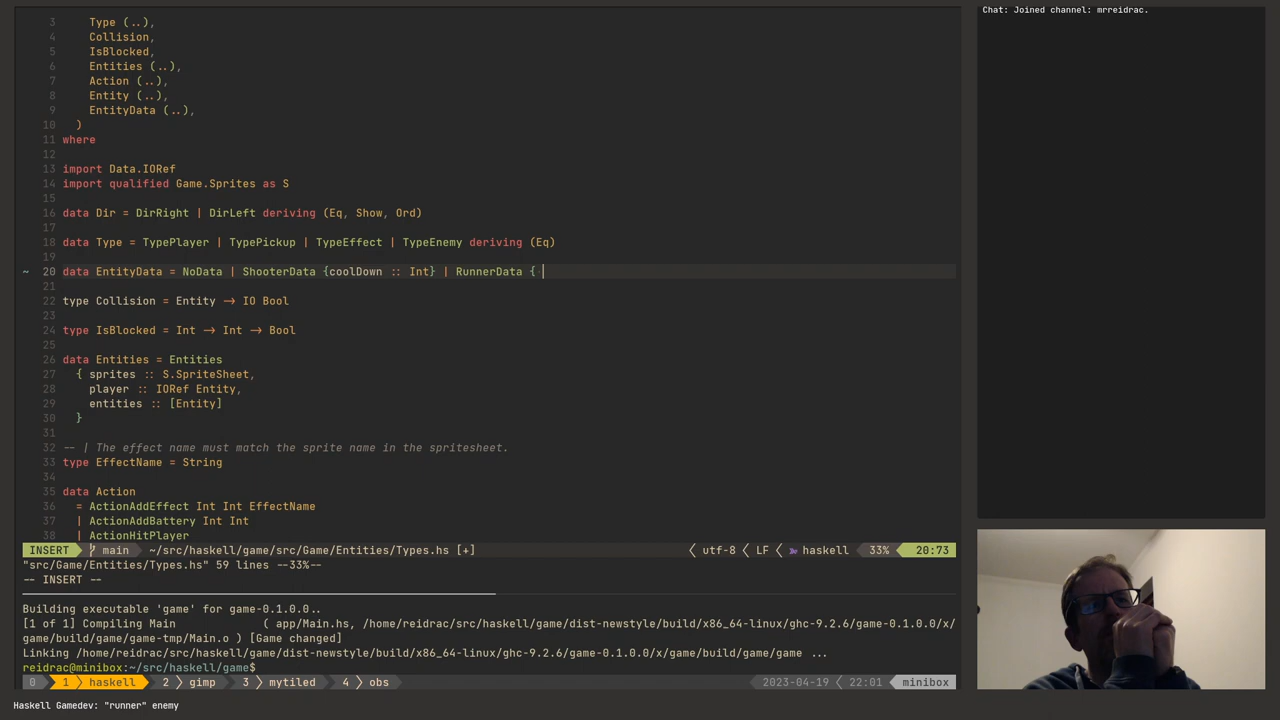 3 Type (..),
4 Collision,
5 IsBlocked,
6 Entities (..),
7 Action (..),
8 Entity (..),
9 EntityData (..),
10 )
11 where
12
13 import Data.IORef
14 import qualified Game.Sprites as S
15
16 data Dir = DirRight | DirLeft deriving (Eq, Show, Ord)
17
18 data Type = TypePlayer | TypePickup | TypeEffect | TypeEnemy deriving (Eq)
19
~ 20 data EntityData = NoData | ShooterData {coolDown :: Int} | RunnerData {
21
22 type Collision = Entity -> IO Bool
23
24 type IsBlocked = Int -> Int -> Bool
25
26 data Entities = Entities
27 { sprites :: S.SpriteSheet,
28 player :: IORef Entity,
29 entities :: [Entity]
30 }
31
32 -- | The effect name must match the sprite name in the spritesheet.
33 type EffectName = String
34
35 data Action
36 = ActionAddEffect Int Int EffectName
37 | ActionAddBattery Int Int
38 | ActionHitPlayer
INSERT main ~/src/haskell/game/src/Game/Entities/Types.hs [+] utf-8 LF haskell 33% 20:73
"src/Game/Entities/Types.hs" 59 lines --33%--
-- INSERT --
Building executable 'game' for game-0.1.0.0..
[1 of 1] Compiling Main ( app/Main.hs, /home/reidrac/src/haskell/game/dist-newstyle/build/x86_64-linux/ghc-9.2.6/game-0.1.0.0/x/
game/build/game/game-tmp/Main.o ) [Game changed]
Linking /home/reidrac/src/haskell/game/dist-newstyle/build/x86_64-linux/ghc-9.2.6/game-0.1.0.0/x/game/build/game/game ...
reidrac@minibox:~/src/haskell/game$
0 1 haskell 2 gimp 3 mytiled 4 obs 2023-04-19 22:01 minibox
Haskell Gamedev: "runner" enemy
Chat: Joined channel: mrreidrac.